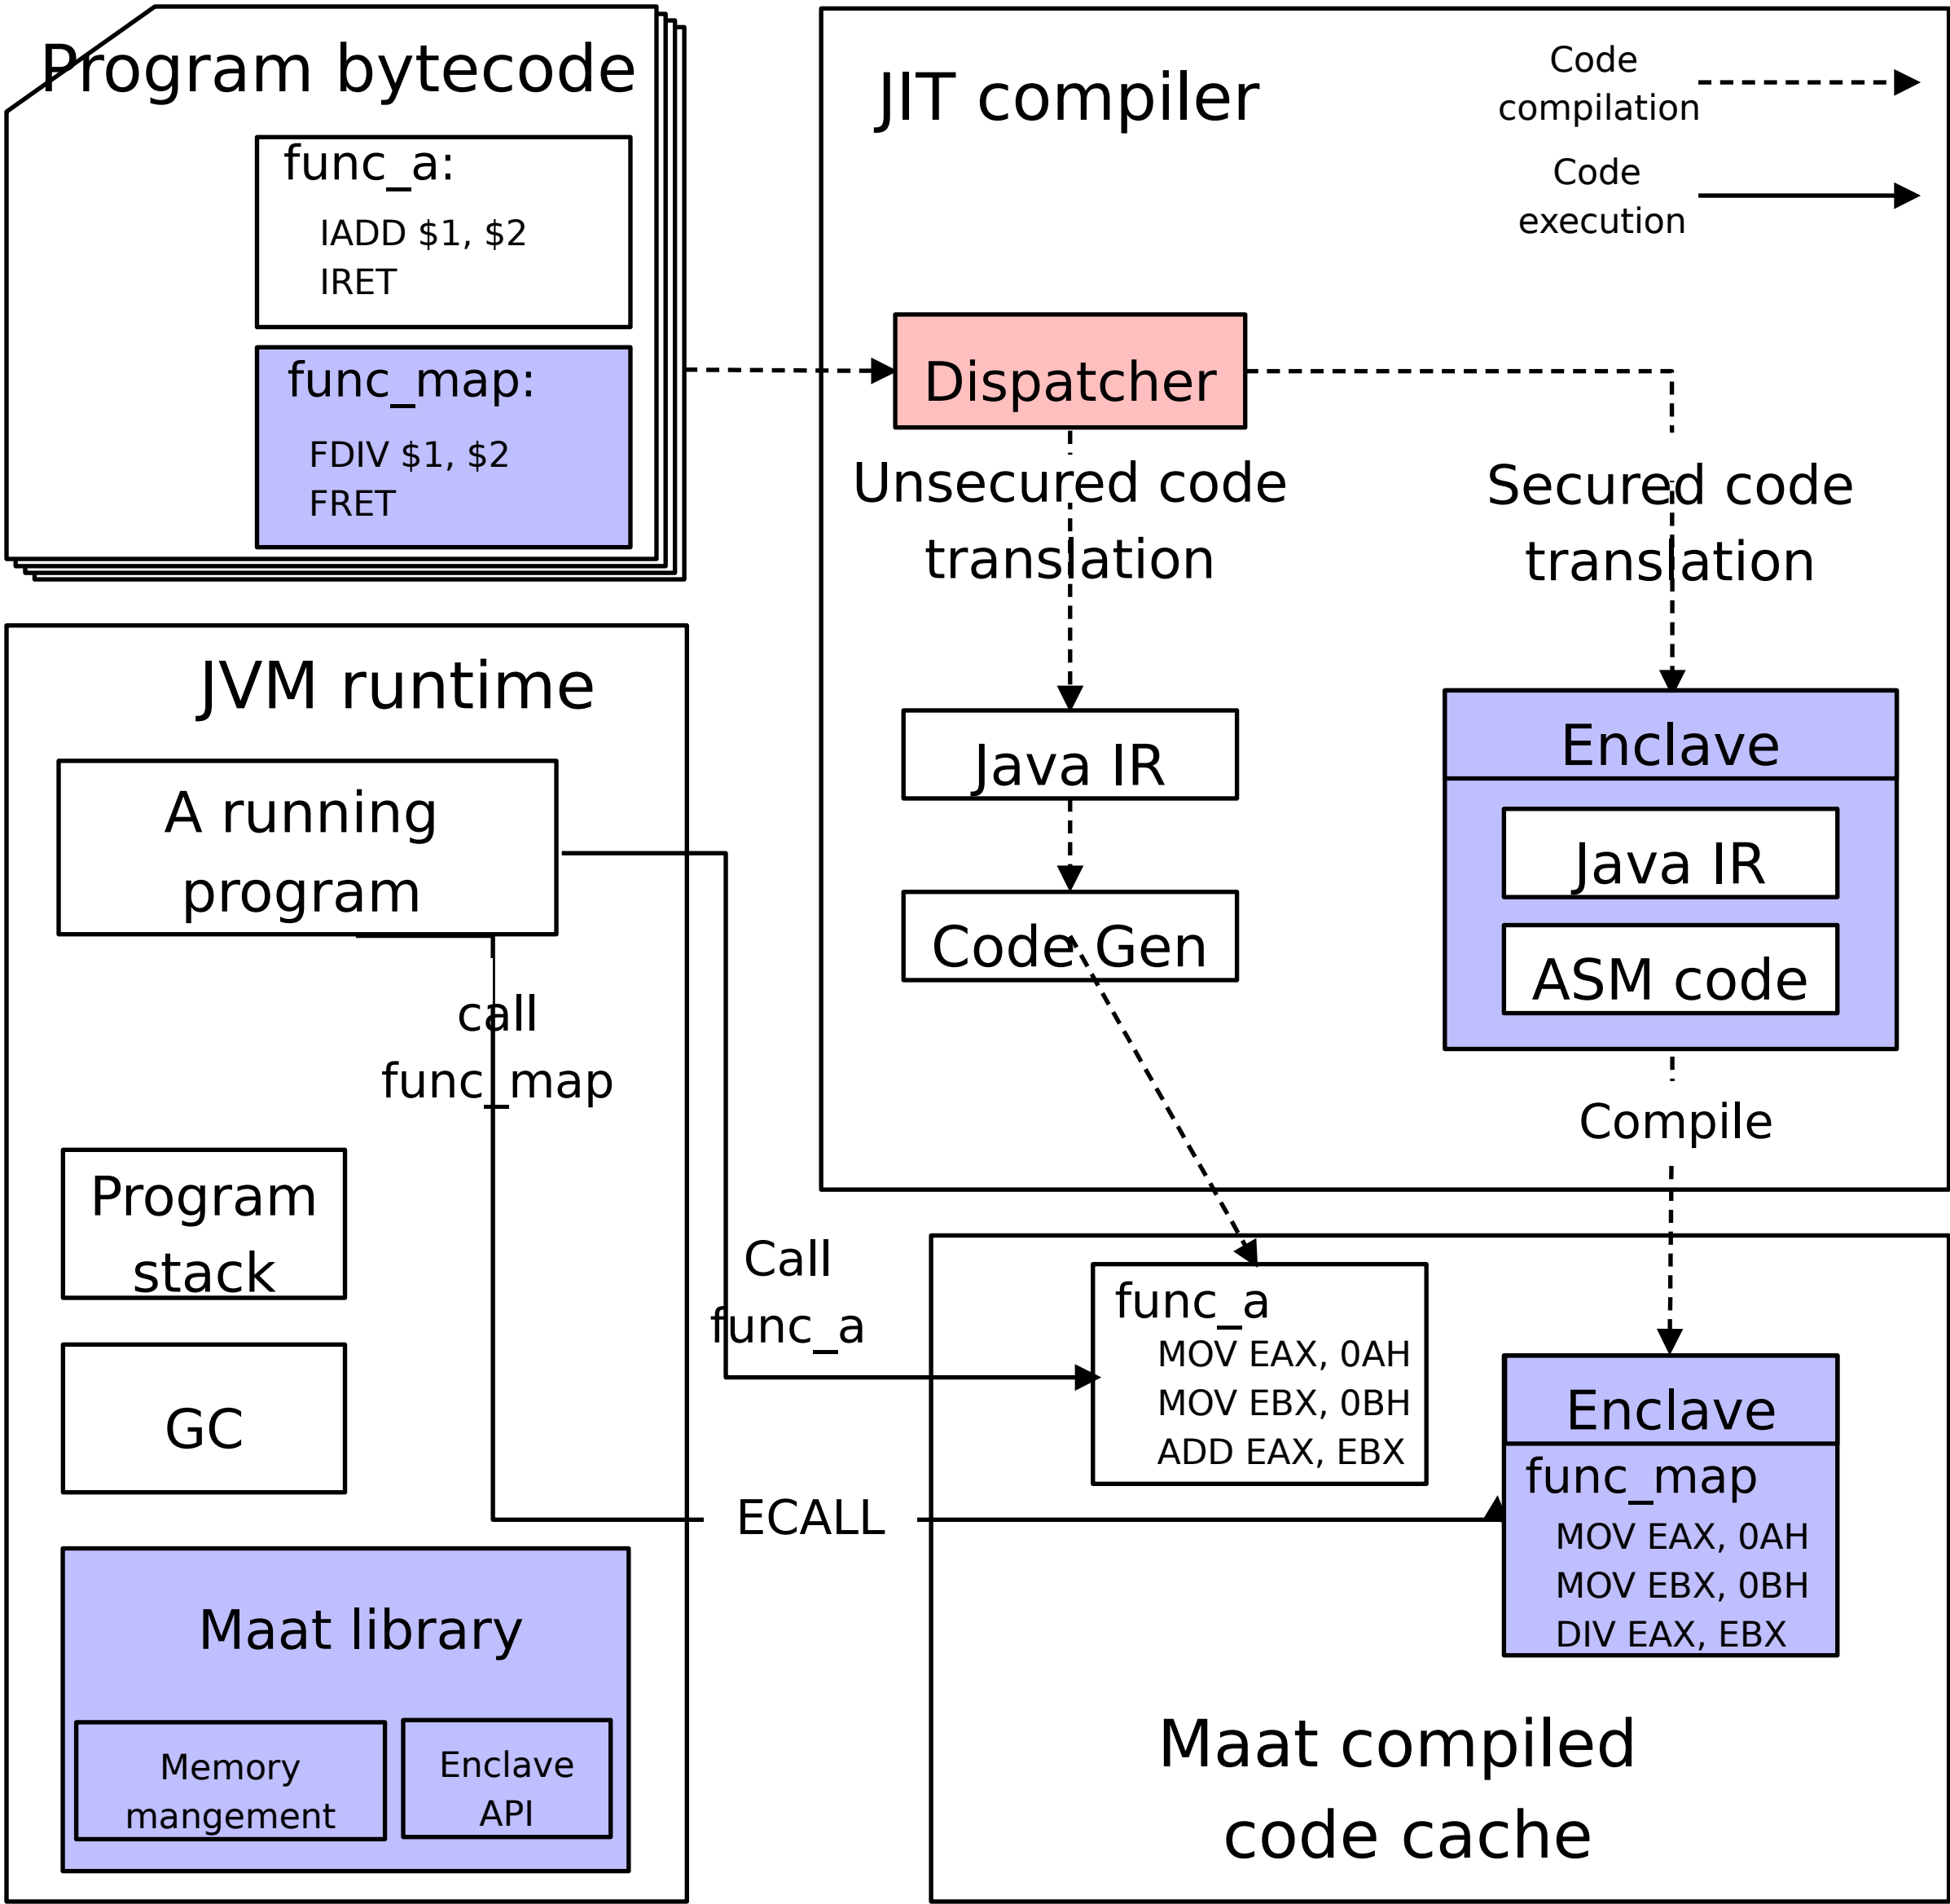 Program bytecode
func_a:
IADD $1, $2
IRET
func_map:
FDIV $1, $2
FRET
JIT compiler
Code
compilation
Code
execution
Dispatcher
Unsecured code
translation
Secured code
translation
Java IR
Code Gen
Enclave
Java IR
ASM code
Compile
JVM runtime
A running
program
call
func_map
Program
stack
GC
Maat library
Memory
mangement
Enclave
API
Call
func_a
ECALL
func_a
MOV EAX, 0AH
MOV EBX, 0BH
ADD EAX, EBX
Enclave
func_map
MOV EAX, 0AH
MOV EBX, 0BH
DIV EAX, EBX
Maat compiled
code cache